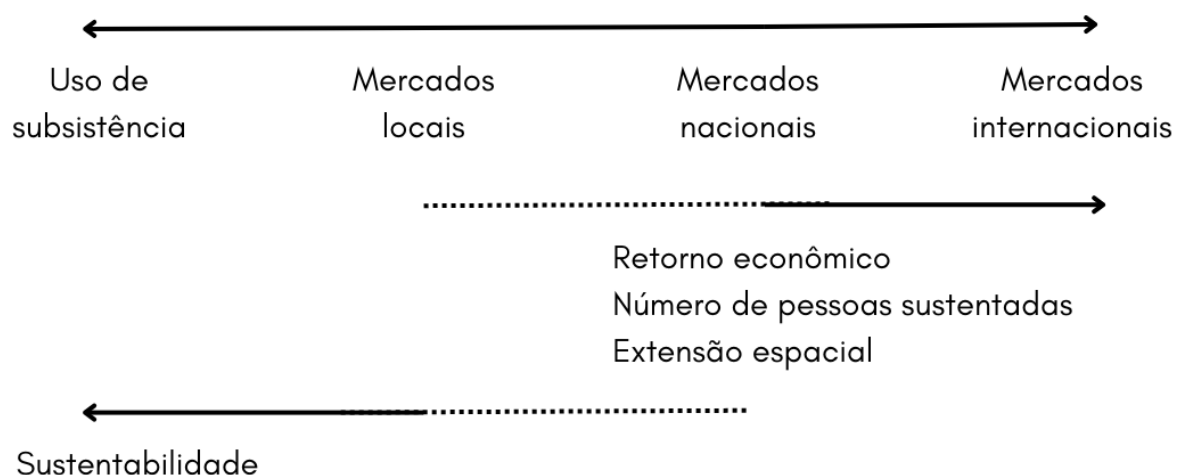 Uso de
subsistência
Mercados
locais
Mercados
nacionais
Mercados
internacionais
Retorno econômico
Número de pessoas sustentadas
Extensão espacial
Sustentabilidade